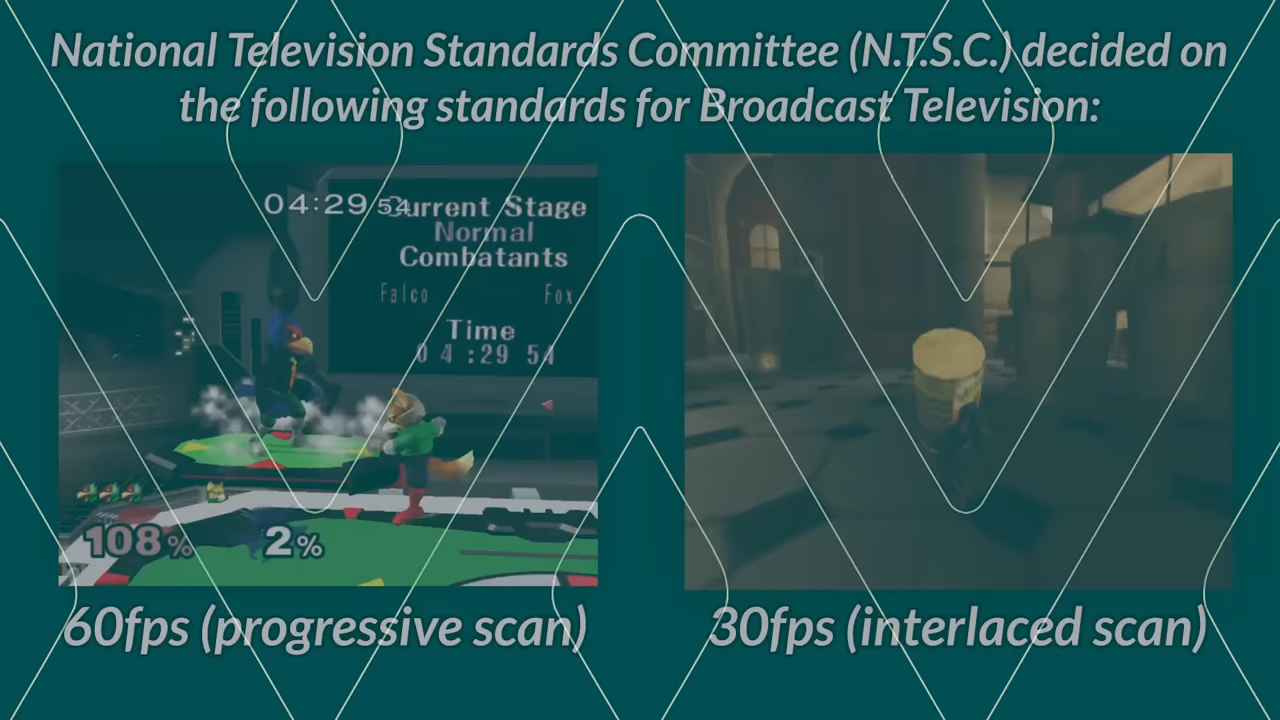 National Television Standards Committee (N.T.S.C.) decided on
the following standards for Broadcast Television:
04:29 54
Current Stage
Normal
Combatants
Falco Fox
Time
04:29 54
108% 2%
60fps (progressive scan) 30fps (interlaced scan)